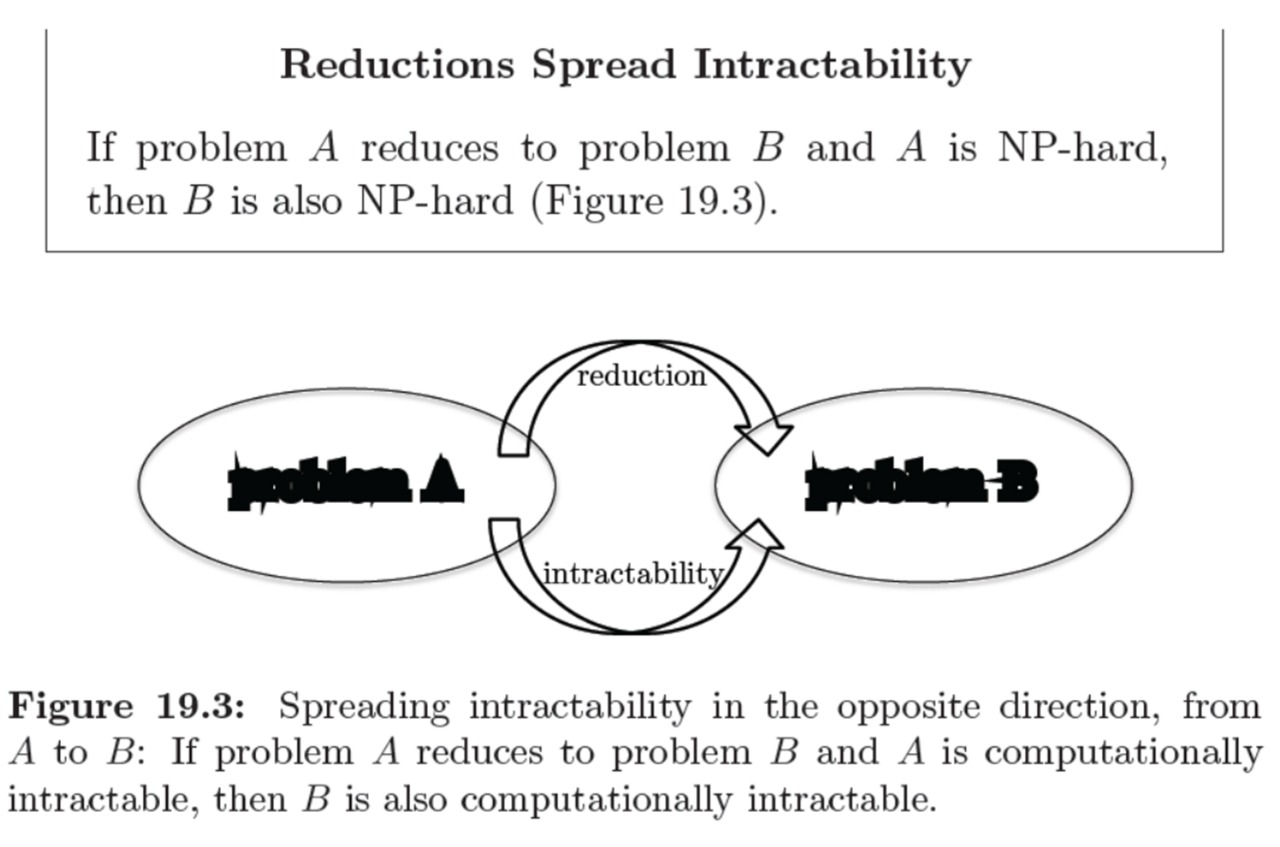 Reductions Spread Intractability
If problem A reduces to problem B and A is NP-hard,
then B is also NP-hard (Figure 19.3).
reduction
problem A
problem B
intractability
Figure 19.3: Spreading intractability in the opposite direction, from
A to B: If problem A reduces to problem B and A is computationally
intractable, then B is also computationally intractable.